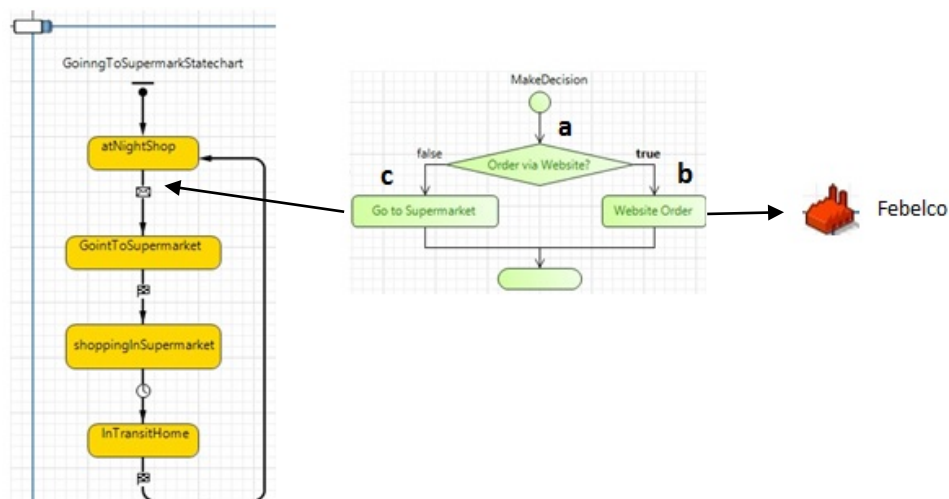 GoinngToSupermarkStatechart
atNightShop
GointToSupermarket
shoppingInSupermarket
InTransitHome
MakeDecision
a
false
Order via Website?
true
c
b
Go to Supermarket
Website Order
Febelco